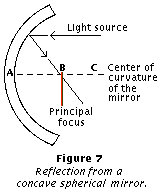 Light source
A
B
C
Center of
curvature
of the
mirror
Principal
focus
Figure 7
Reflection from a
concave spherical mirror.